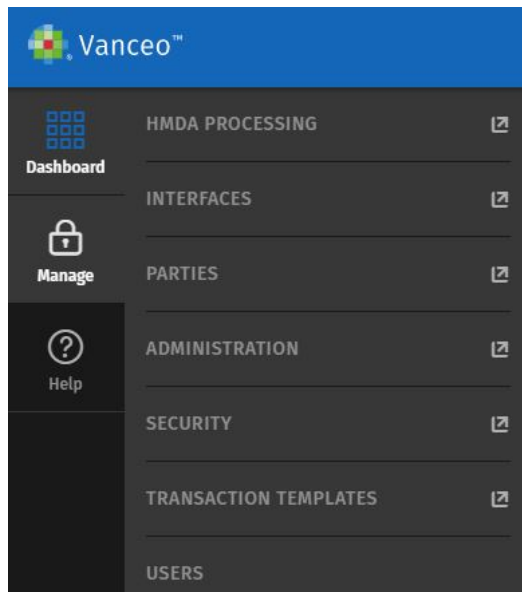 Vanceo™
Dashboard
Manage
Help
HMDA PROCESSING
INTERFACES
PARTIES
ADMINISTRATION
SECURITY
TRANSACTION TEMPLATES
USERS